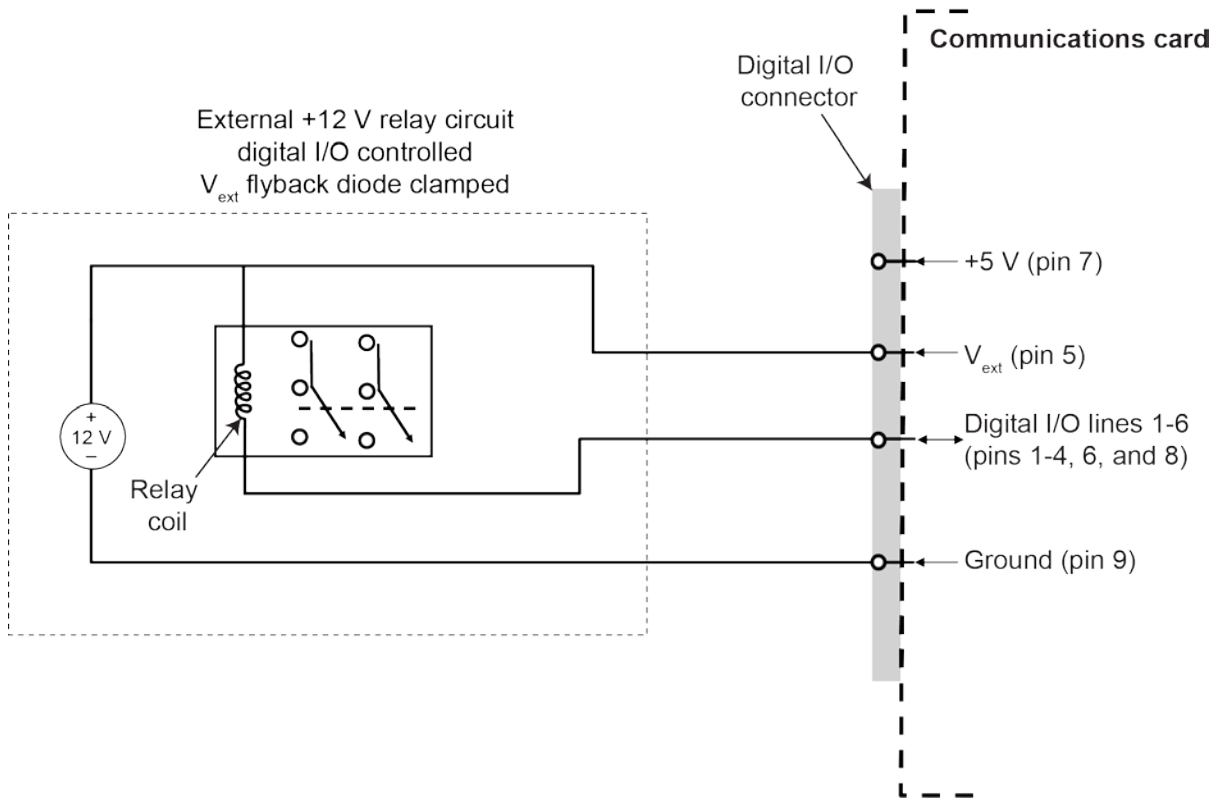 Communications card
Digital I/O
connector
External +12 V relay circuit
digital I/O controlled
Vext flyback diode clamped
+5 V (pin 7)
Vext (pin 5)
+
12 V
–
Digital I/O lines 1-6
(pins 1-4, 6, and 8)
Relay
coil
Ground (pin 9)